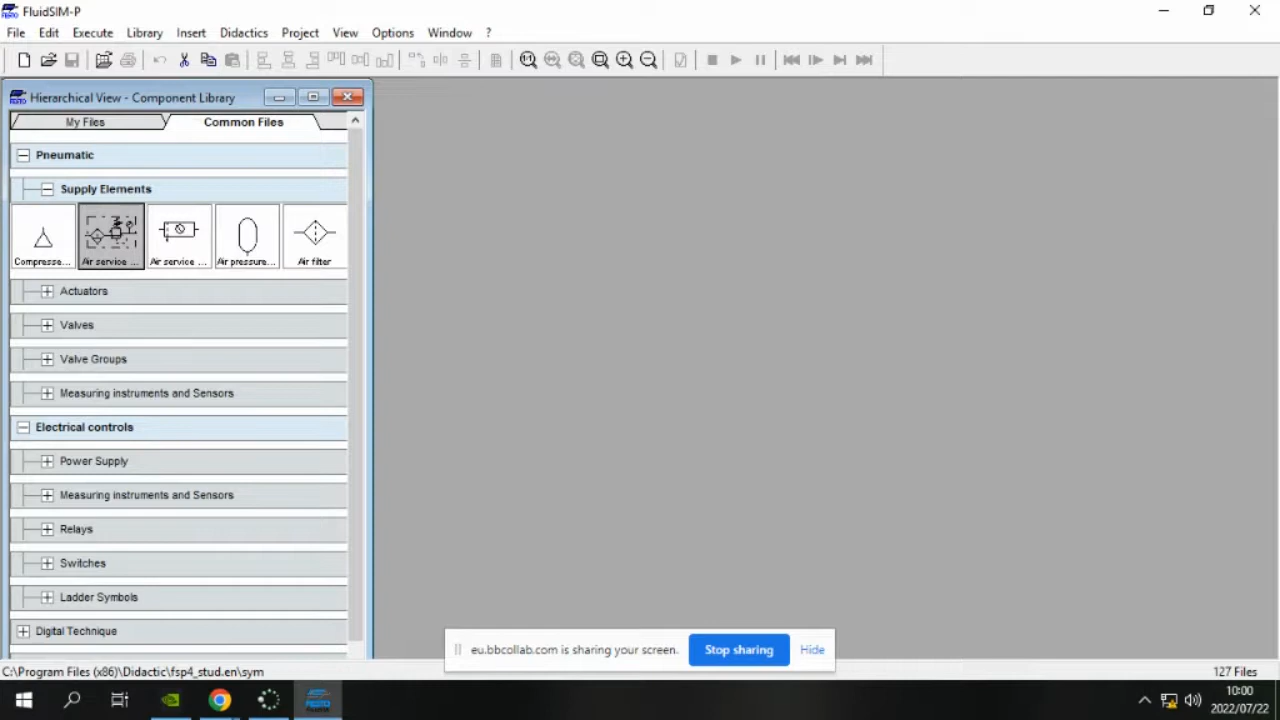 FluidSIM-P
File Edit Execute Library Insert Didactics Project View Options Window ?
Hierarchical View - Component Library
My Files Common Files
Pneumatic
Supply Elements
Compresse... Air service ... Air service ... Air pressure... Air filter
Actuators
Valves
Valve Groups
Measuring instruments and Sensors
Electrical controls
Power Supply
Measuring instruments and Sensors
Relays
Switches
Ladder Symbols
Digital Technique
eu.bbcollab.com is sharing your screen. Stop sharing Hide
C:\Program Files (x86)\Didactic\fsp4_stud.en\sym 127 Files
10:00
2022/07/22